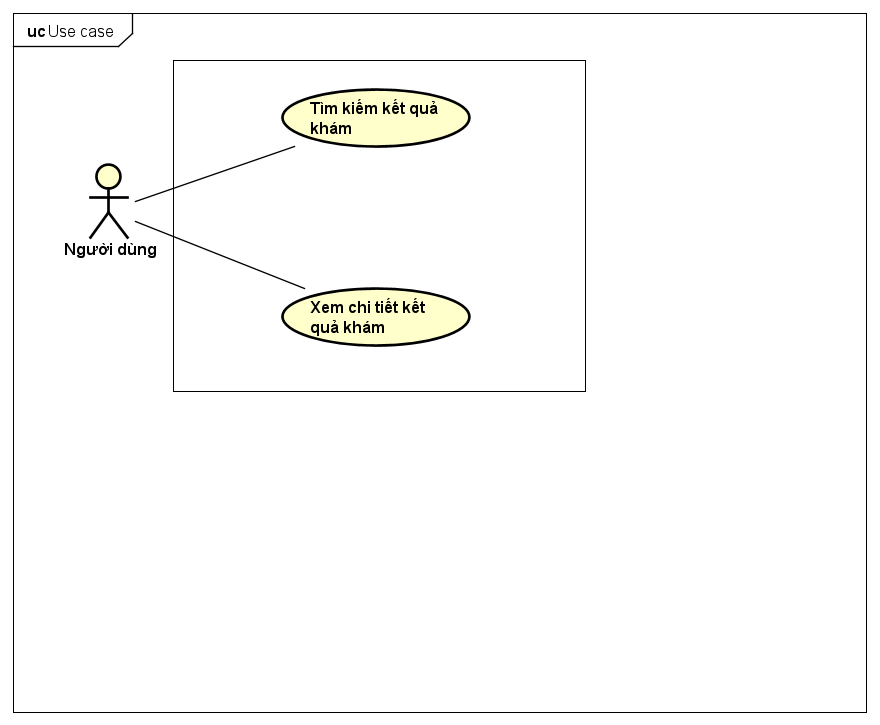 uc Use case
Tìm kiếm kết quả
khám
Người dùng
Xem chi tiết kết
quả khám